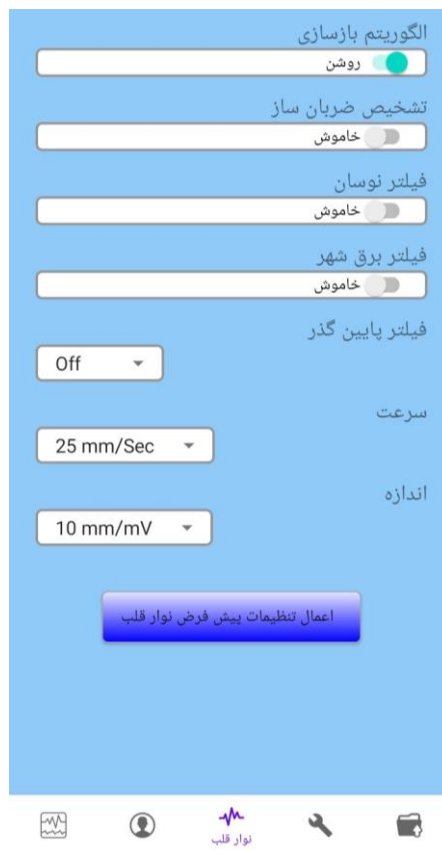 الگوریتم بازسازی
روشن
تشخیص ضربان ساز
خاموش
فیلتر نوسان
خاموش
فیلتر برق شهر
خاموش
فیلتر پایین گذر
Off
سرعت
25 mm/Sec
اندازه
10 mm/mV
اعمال تنظیمات پیش فرض نوار قلب
نوار قلب